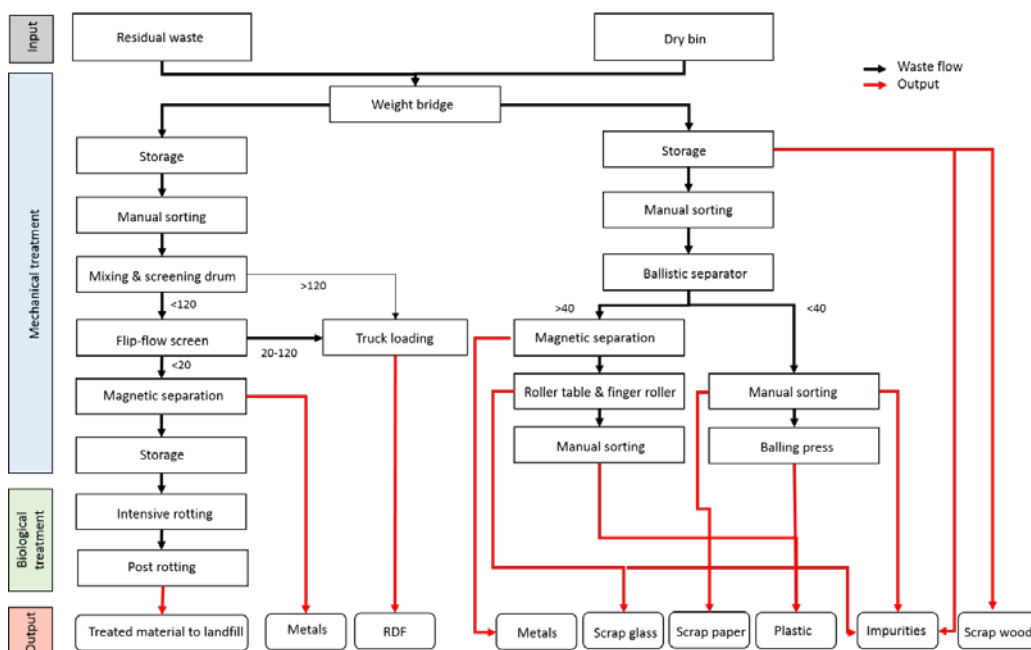 Input
Residual waste
Dry bin
Waste flow
Output
Mechanical treatment
Weight bridge
Storage
Storage
Manual sorting
Manual sorting
Mixing & screening drum
Ballistic separator
>120
<120
>40
<40
Flip-flow screen
20-120
Truck loading
Magnetic separation
<20
Magnetic separation
Roller table & finger roller
Manual sorting
Storage
Manual sorting
Balling press
Biological treatment
Intensive rotting
Post rotting
Output
Treated material to landfill
Metals
RDF
Metals
Scrap glass
Scrap paper
Plastic
Impurities
Scrap wood